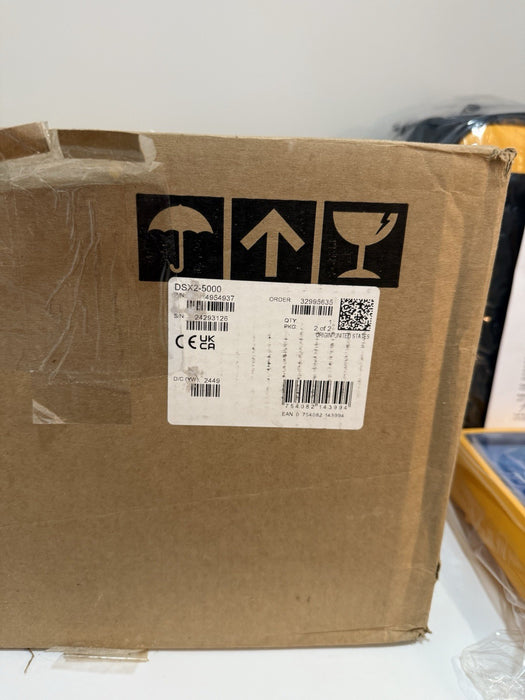 DSX2-5000
P/N: 4954937
ORDER: 32995635
S/N: 24293126
QTY: 1
PKG: 2 of 2
ORIGIN:UNITED STATES
CE UK CA
D/C(YW) 2449
754082 143994
EAN 0 754082 143994